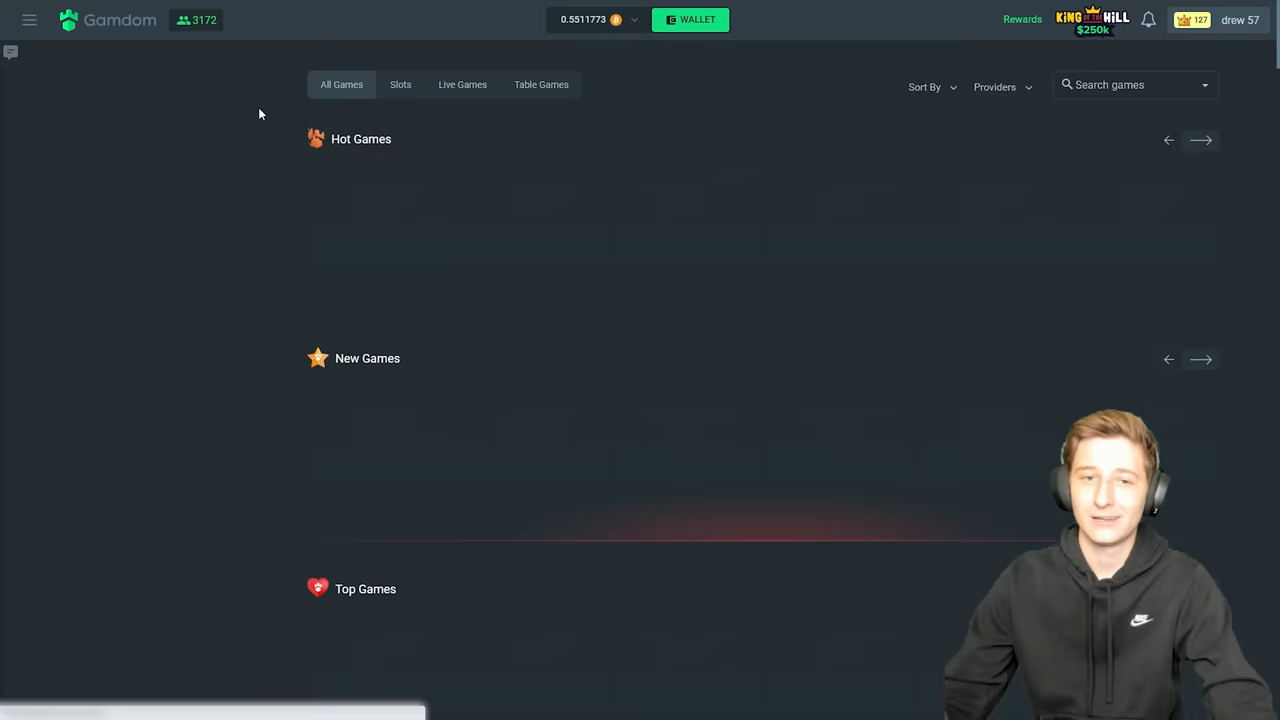 Gamdom
3172
0.5511773
WALLET
Rewards
KING OF THE HILL
$250k
127
drew 57
All Games
Slots
Live Games
Table Games
Sort By
Providers
Search games
Hot Games
New Games
Top Games